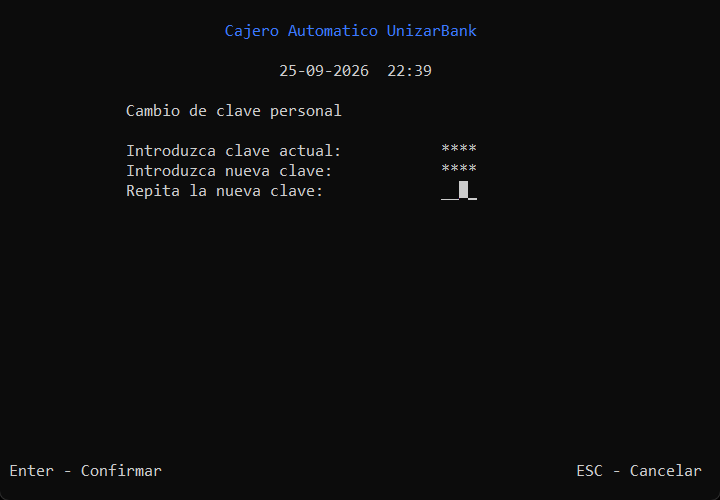 Cajero Automatico UnizarBank
25-09-2026 22:39
Cambio de clave personal
Introduzca clave actual: ****
Introduzca nueva clave: ****
Repita la nueva clave: ____
Enter - Confirmar ESC - Cancelar